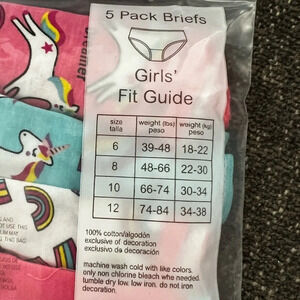 5 Pack Briefs
Dreamer
Girls'
Fit Guide
size talla weight (lbs) peso weight (kg) peso
6 39-48 18-22
8 48-66 22-30
10 66-74 30-34
12 74-84 34-38
100% cotton/algodón
exclusive of decoration
exclusivo de decoración
machine wash cold with like colors.
only non chlorine bleach whe needed.
tumble dry low. low iron. do not iron
decoration.